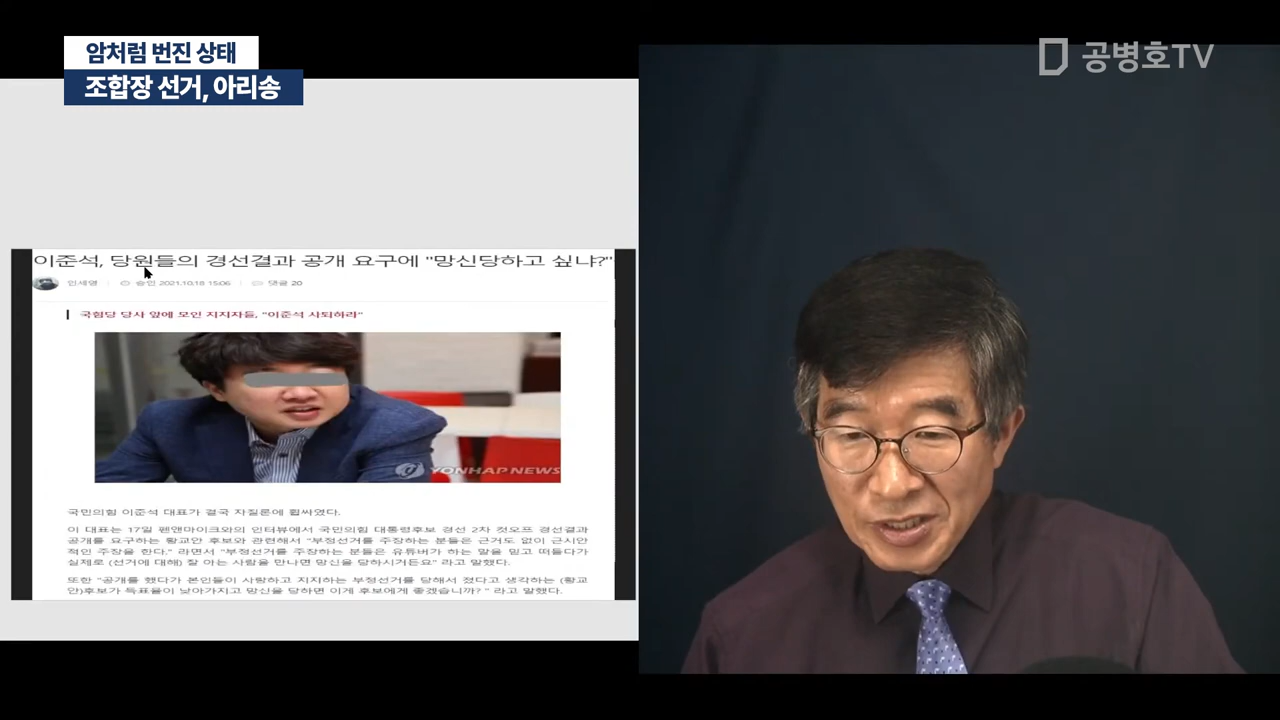 암처럼 번진 상태
조합장 선거, 아리송
공병호TV
이준석, 당원들의 경선결과 공개 요구에 "망신당하고 싶냐?"
인세영 승인 2021.10.18 15:06 댓글 20
국힘당 당사 앞에 모인 지지자들, "이준석 사퇴하라"
YONHAP NEWS
국민의힘 이준석 대표가 결국 자질론에 휩싸였다.
이 대표는 17일 펜앤마이크와의 인터뷰에서 국민의힘 대통령후보 경선 2차 컷오프 경선결과
공개를 요구하는 황교안 후보와 관련해서 "부정선거를 주장하는 분들은 근거도 없이 근시안
적인 주장을 한다." 라면서 "부정선거를 주장하는 분들은 유튜버가 하는 말을 믿고 떠들다가
실제로 (선거에 대해) 잘 아는 사람을 만나면 망신을 당하시거든요" 라고 말했다.
또한 "공개를 했다가 본인들이 사랑하고 지지하는 부정선거를 당해서 졌다고 생각하는 (황교
안)후보가 득표율이 낮아가지고 망신을 당하면 이게 후보에게 좋겠습니까? " 라고 말했다.